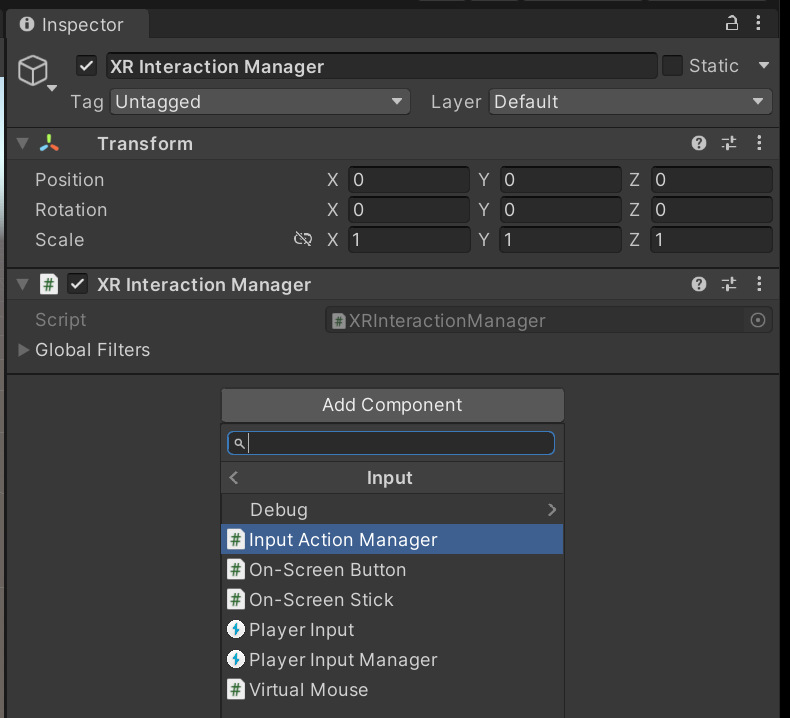 Inspector
XR Interaction Manager Static
Tag Untagged Layer Default
Transform
Position X 0 Y 0 Z 0
Rotation X 0 Y 0 Z 0
Scale X 1 Y 1 Z 1
# XR Interaction Manager
Script # XRInteractionManager
Global Filters
Add Component
Input
Debug
# Input Action Manager
# On-Screen Button
# On-Screen Stick
Player Input
Player Input Manager
# Virtual Mouse